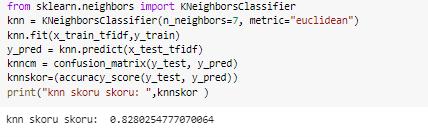 from sklearn.neighbors import KNeighborsClassifier
knn = KNeighborsClassifier(n_neighbors=7, metric="euclidean")
knn.fit(x_train_tfidf,y_train)
y_pred = knn.predict(x_test_tfidf)
knncm = confusion_matrix(y_test, y_pred)
knnskor=(accuracy_score(y_test, y_pred))
print("knn skoru skoru: ",knnskor )
knn skoru skoru:  0.8280254777070064